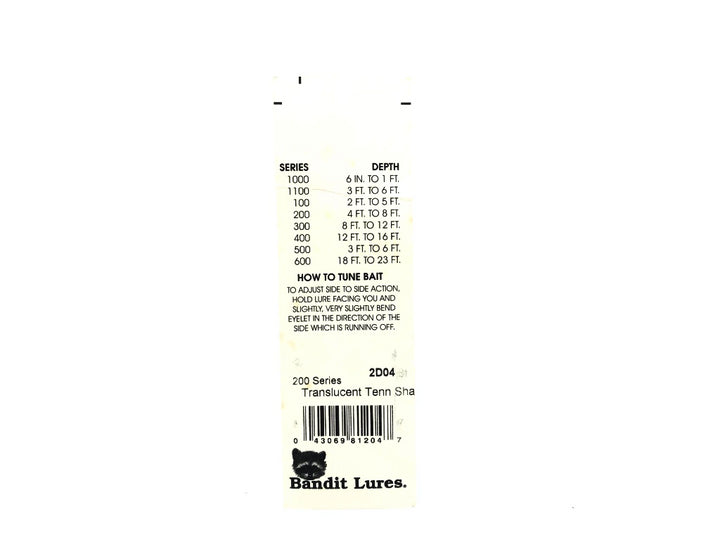 SERIES DEPTH
1000 6 IN. TO 1 FT.
1100 3 FT. TO 6 FT.
100 2 FT. TO 5 FT.
200 4 FT. TO 8 FT.
300 8 FT. TO 12 FT.
400 12 FT. TO 16 FT.
500 3 FT. TO 6 FT.
600 18 FT. TO 23 FT.
HOW TO TUNE BAIT
TO ADJUST SIDE TO SIDE ACTION,
HOLD LURE FACING YOU AND
SLIGHTLY, VERY SLIGHTLY BEND
EYELET IN THE DIRECTION OF THE
SIDE WHICH IS RUNNING OFF.
2D04
200 Series
Translucent Tenn Sha
0 43069 81204 7
Bandit Lures.